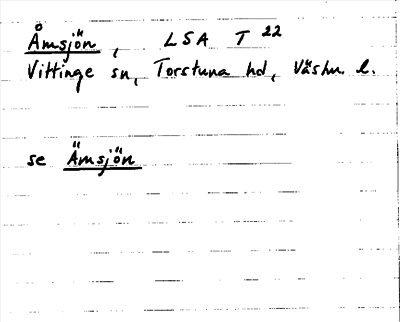 Åmsjön, LSA T 22
Vittinge sn, Torstuna hd, Västm. l.
se Ämsjön